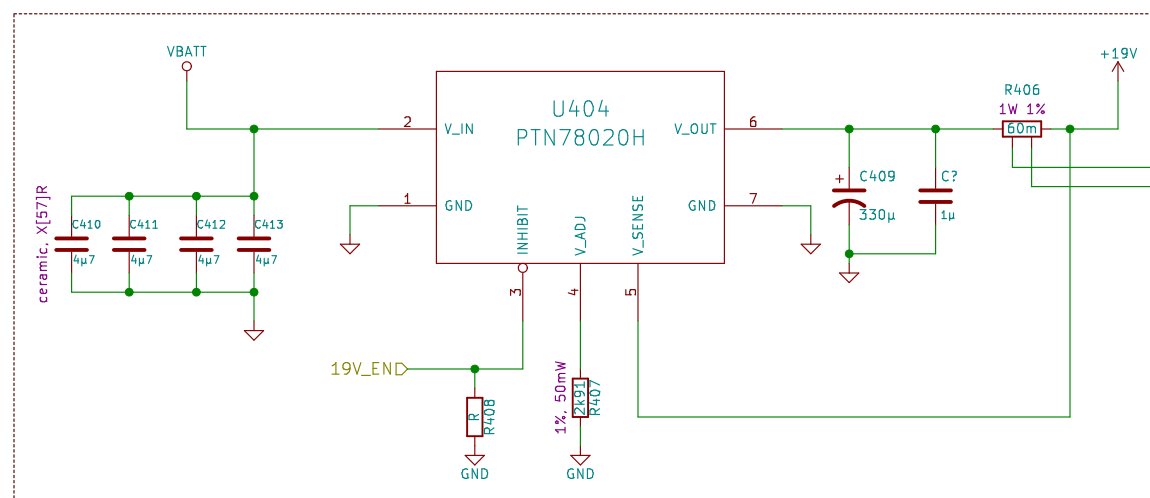 VBATT
+19V
R406
1W 1%
60m
U404
PTN78020H
2
V_IN
V_OUT
6
1
GND
GND
7
INHIBIT
V_ADJ
V_SENSE
3
4
5
ceramic, X[57]R
C410
4µ7
C411
4µ7
C412
4µ7
C413
4µ7
+
C409
330µ
C?
1µ
19V_EN
R
R408
GND
1%, 50mW
2k91
R407
GND